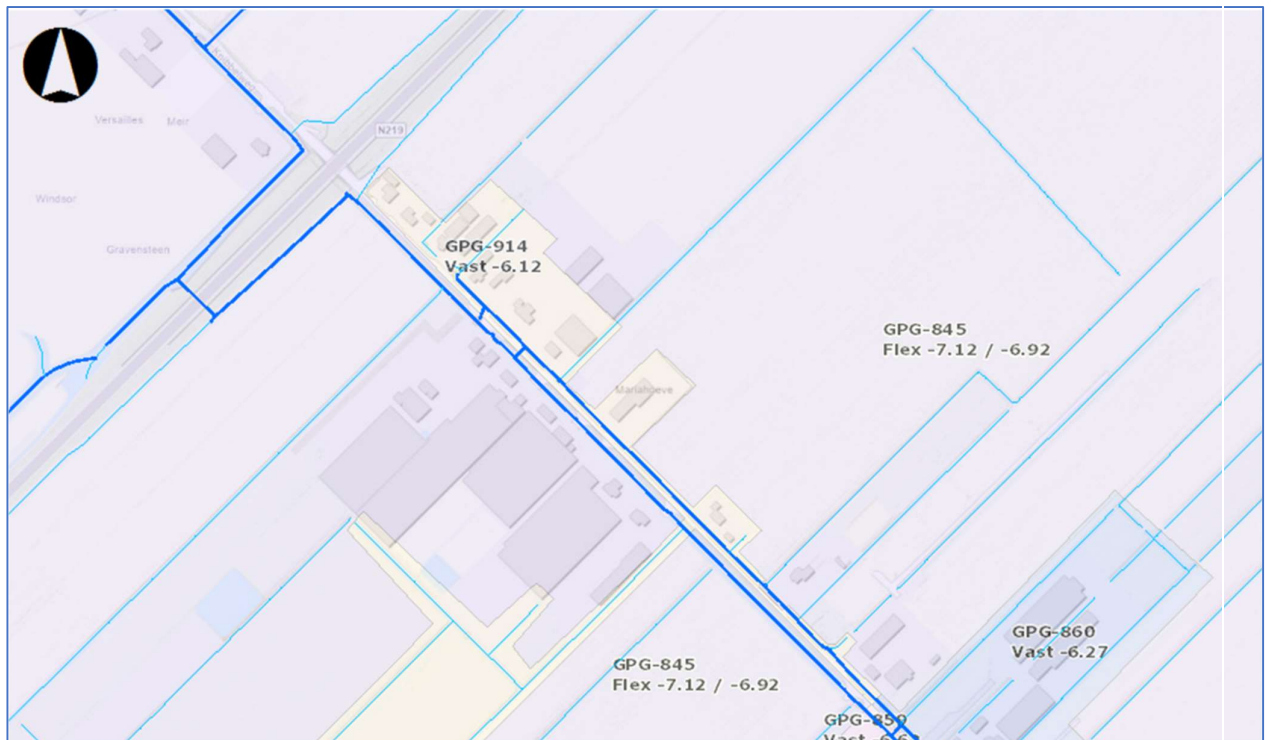 Versailles
Meir
N219
Windsor
Gravensteen
GPG-914
Vast -6.12
GPG-845
Flex -7.12 / -6.92
Mariahoeve
GPG-860
Vast -6.27
GPG-845
Flex -7.12 / -6.92
GPG-850